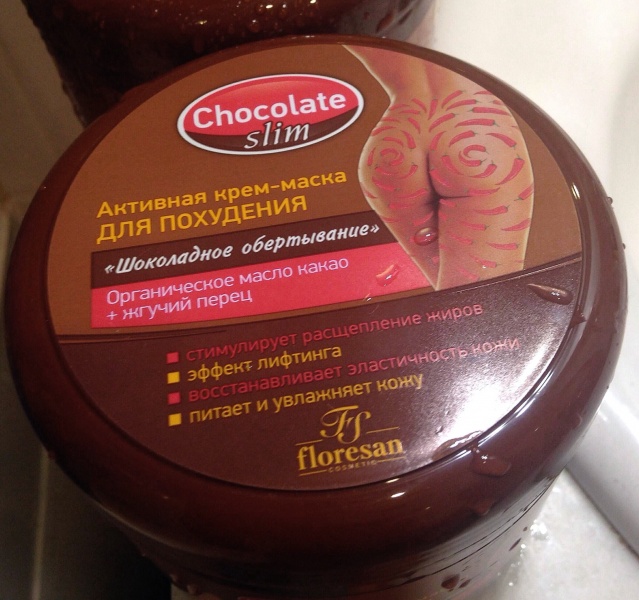 Chocolate
slim
Активная крем-маска
ДЛЯ ПОХУДЕНИЯ
«Шоколадное обертывание»
Органическое масло какао
+ жгучий перец
стимулирует расщепление жиров
эффект лифтинга
восстанавливает эластичность кожи
питает и увлажняет кожу
FS
floresan
COSMETIC